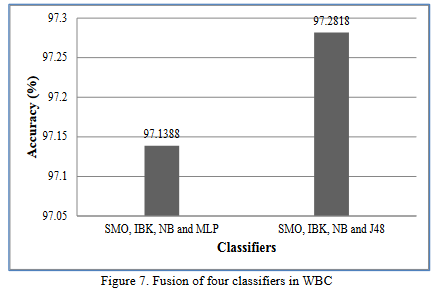 97.3
97.25
97.2
97.15
97.1
97.05
Accuracy (%)
97.1388
97.2818
SMO, IBK, NB and MLP
SMO, IBK, NB and J48
Classifiers
Figure 7. Fusion of four classifiers in WBC